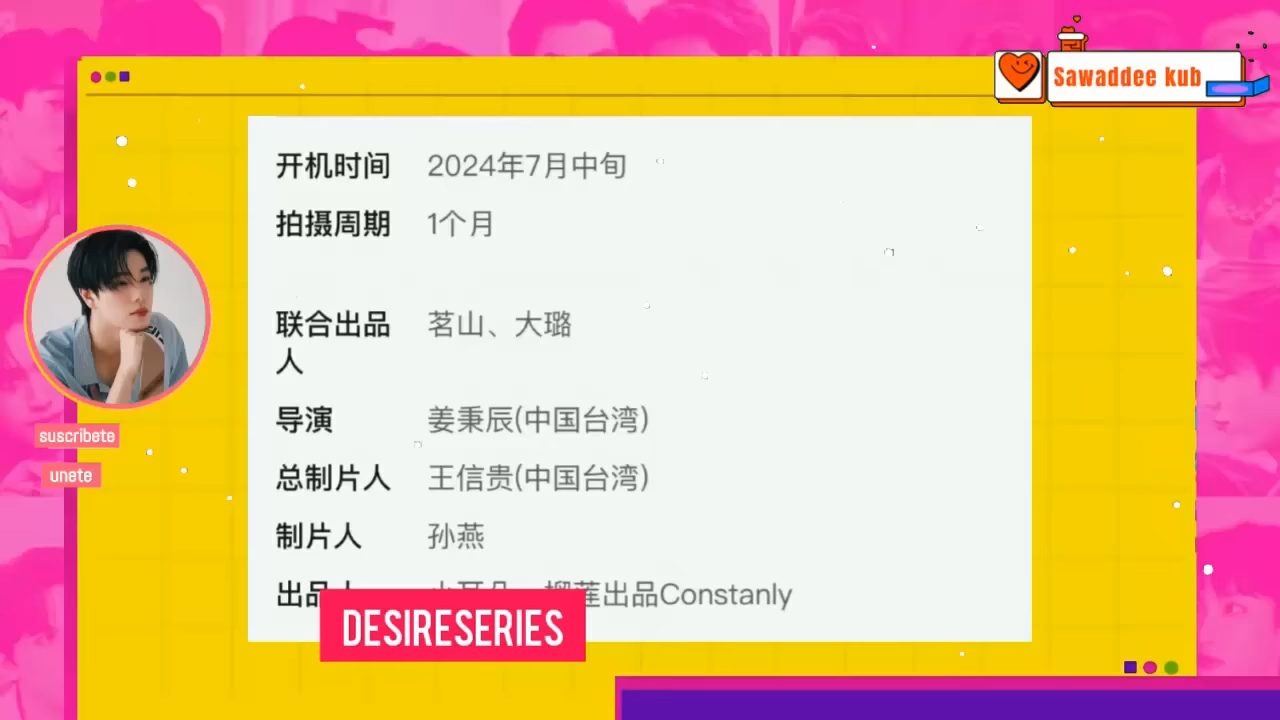 Sawaddee kub
开机时间 2024年7月中旬
拍摄周期 1个月
联合出品人 茗山、大璐
导演 姜秉辰(中国台湾)
总制片人 王信贵(中国台湾)
制片人 孙燕
出品人 榴莲出品Constanly
DESIRESERIES
suscribete
unete